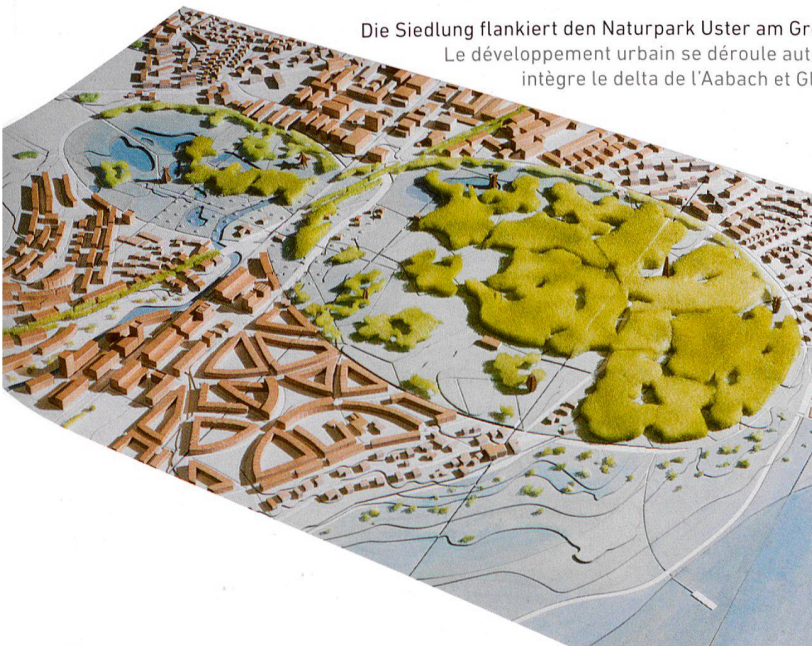 Die Siedlung flankiert den Naturpark Uster am Gr
Le développement urbain se déroule aut
intègre le delta de l'Aabach et Gl